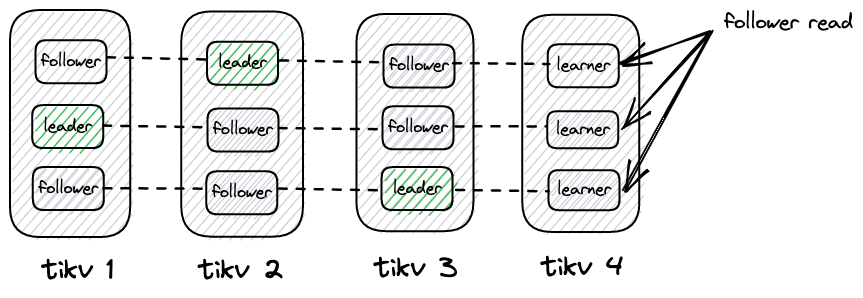 follower read
follower leader follower learner
leader follower follower learner
follower follower leader learner
tikv 1 tikv 2 tikv 3 tikv 4